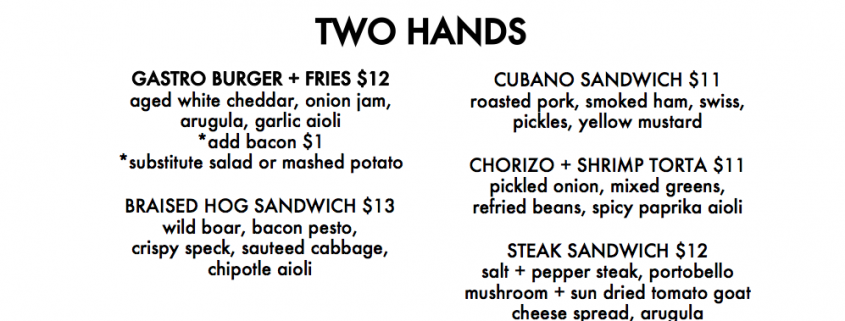 TWO HANDS
GASTRO BURGER + FRIES $12
aged white cheddar, onion jam,
arugula, garlic aioli
*add bacon $1
*substitute salad or mashed potato
BRAISED HOG SANDWICH $13
wild boar, bacon pesto,
crispy speck, sauteed cabbage,
chipotle aioli
CUBANO SANDWICH $11
roasted pork, smoked ham, swiss,
pickles, yellow mustard
CHORIZO + SHRIMP TORTA $11
pickled onion, mixed greens,
refried beans, spicy paprika aioli
STEAK SANDWICH $12
salt + pepper steak, portobello
mushroom + sun dried tomato goat
cheese spread, arugula